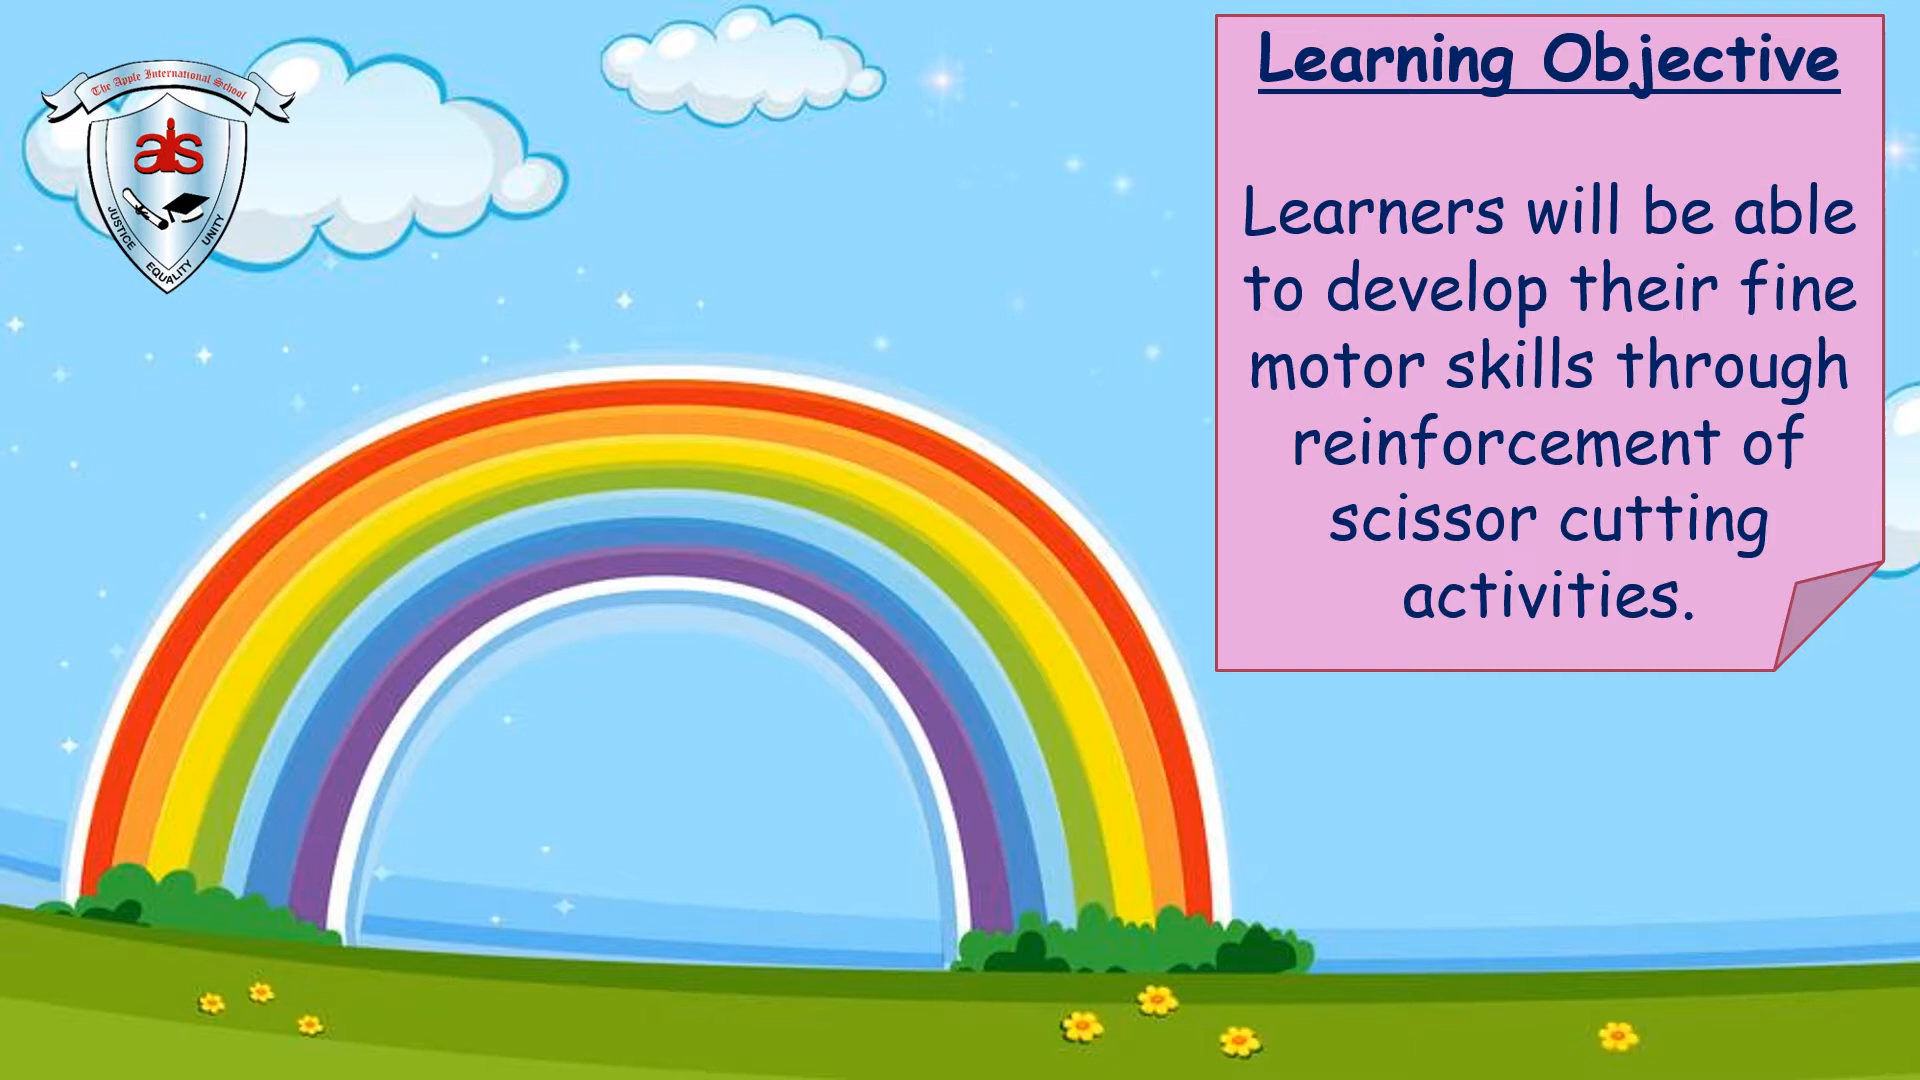 The Apple International School
ais
JUSTICE
EQUALITY
UNITY
Learning Objective
Learners will be able
to develop their fine
motor skills through
reinforcement of
scissor cutting
activities.